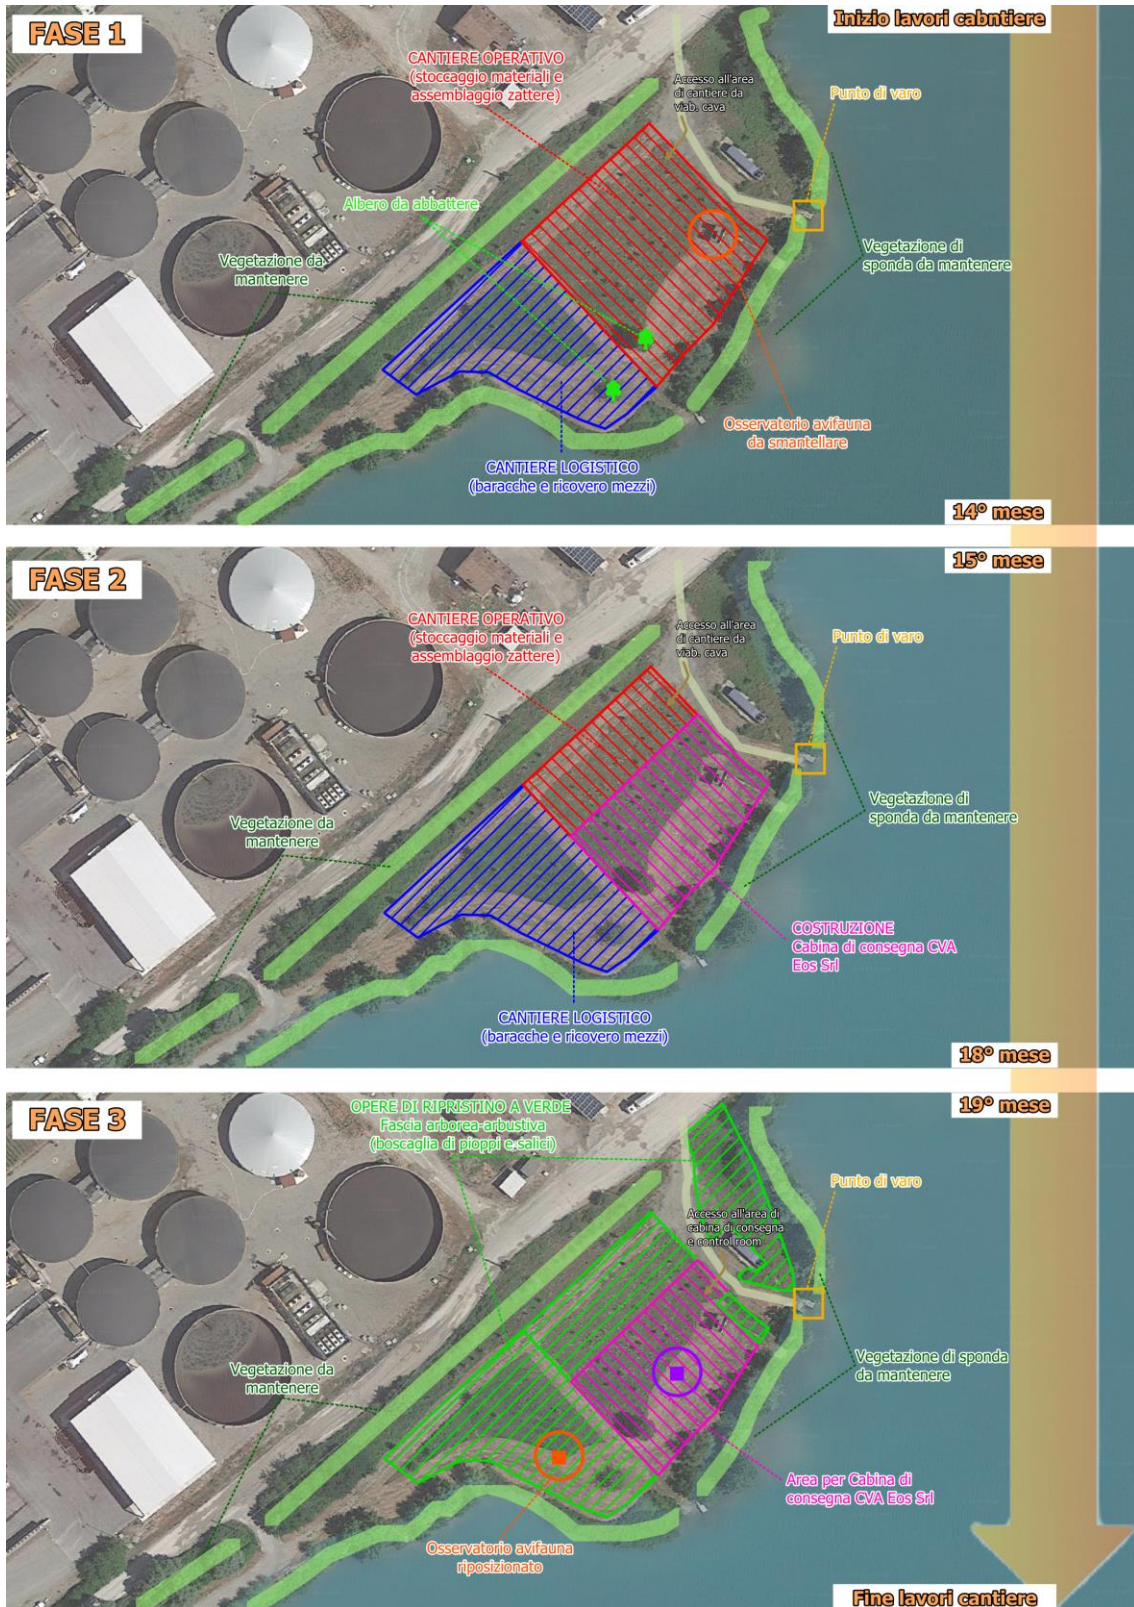 FASE 1
Inizio lavori cabntiere
CANTIERE OPERATIVO
(stoccaggio materiali e
assemblaggio zattere)
Accesso all'area
di cantiere da
viab. cava
Punto di varo
Albero da abbattere
Vegetazione da
mantenere
Vegetazione di
sponda da mantenere
Osservatorio avifauna
da smantellare
CANTIERE LOGISTICO
(baracche e ricovero mezzi)
14° mese
FASE 2
15° mese
CANTIERE OPERATIVO
(stoccaggio materiali e
assemblaggio zattere)
Accesso all'area
di cantiere da
viab. cava
Punto di varo
Vegetazione da
mantenere
Vegetazione di
sponda da mantenere
COSTRUZIONE
Cabina di consegna CVA
Eos Srl
CANTIERE LOGISTICO
(baracche e ricovero mezzi)
18° mese
FASE 3
19° mese
OPERE DI RIPRISTINO A VERDE
Fascia arborea-arbustiva
(boscaglia di pioppi e salici)
Punto di varo
Accesso all'area di
cabina di consegna
e control room
Vegetazione da
mantenere
Vegetazione di sponda
da mantenere
Area per Cabina di
consegna CVA Eos Srl
Osservatorio avifauna
riposizionato
Fine lavori cantiere